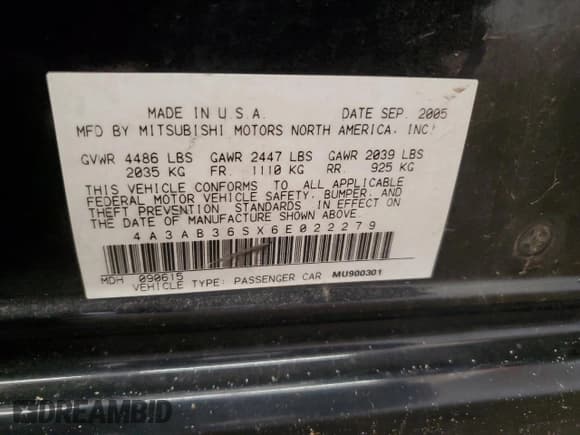 MADE IN U.S.A. DATE SEP. 2005
MFD BY MITSUBISHI MOTORS NORTH AMERICA, INC.
GVWR 4486 LBS GAWR 2447 LBS GAWR 2039 LBS
2035 KG FR. 1110 KG RR. 925 KG
THIS VEHICLE CONFORMS TO ALL APPLICABLE
FEDERAL MOTOR VEHICLE SAFETY, BUMPER, AND
THEFT PREVENTION STANDARDS IN EFFECT ON
THE DATE OF MANUFACTURE SHOWN ABOVE.
4A3AB36SX6E022279
MDH 090615
VEHICLE TYPE: PASSENGER CAR MU900301
DREAMBID